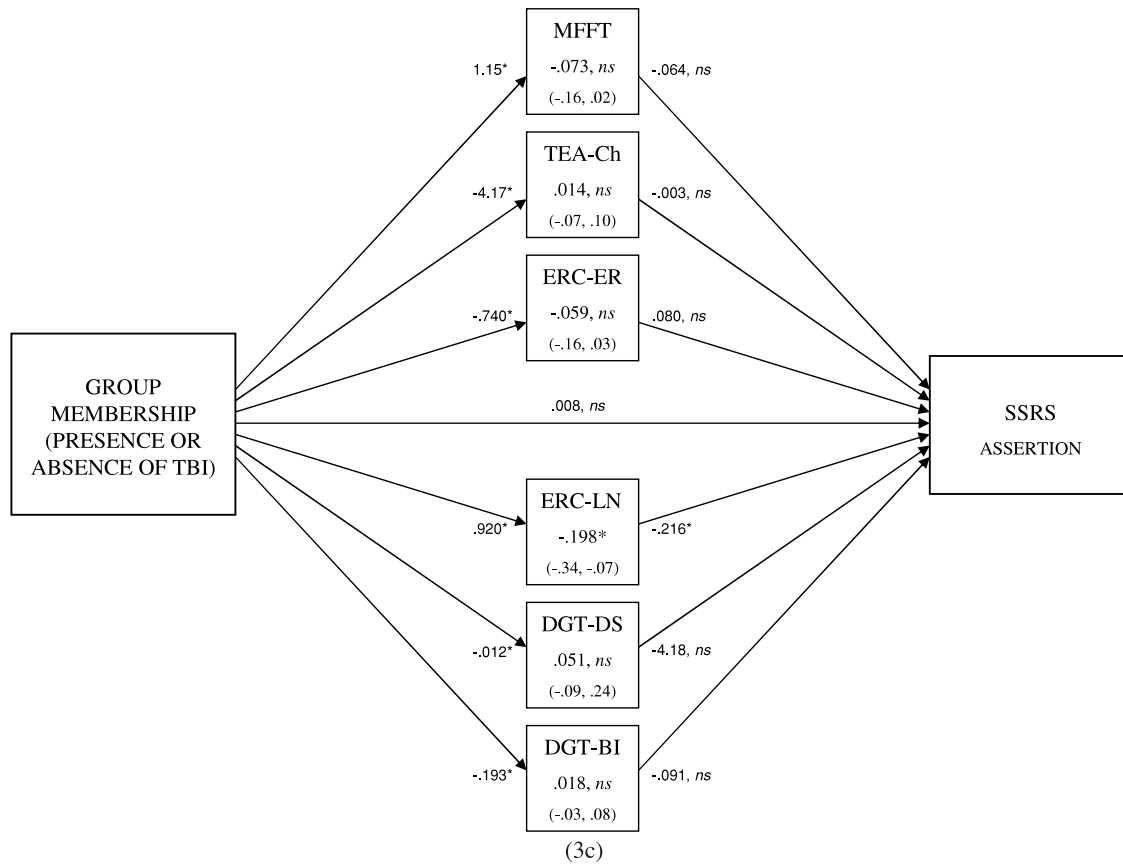 MFFT
-.073, ns
(-.16, .02)
1.15*
-.064, ns
TEA-Ch
.014, ns
(-.07, .10)
-4.17*
-.003, ns
ERC-ER
-.059, ns
(-.16, .03)
-.740*
.080, ns
GROUP
MEMBERSHIP
(PRESENCE OR
ABSENCE OF TBI)
.008, ns
SSRS
ASSERTION
ERC-LN
-.198*
(-.34, -.07)
.920*
-.216*
DGT-DS
.051, ns
(-.09, .24)
-.012*
-4.18, ns
DGT-BI
.018, ns
(-.03, .08)
-.193*
-.091, ns
(3c)